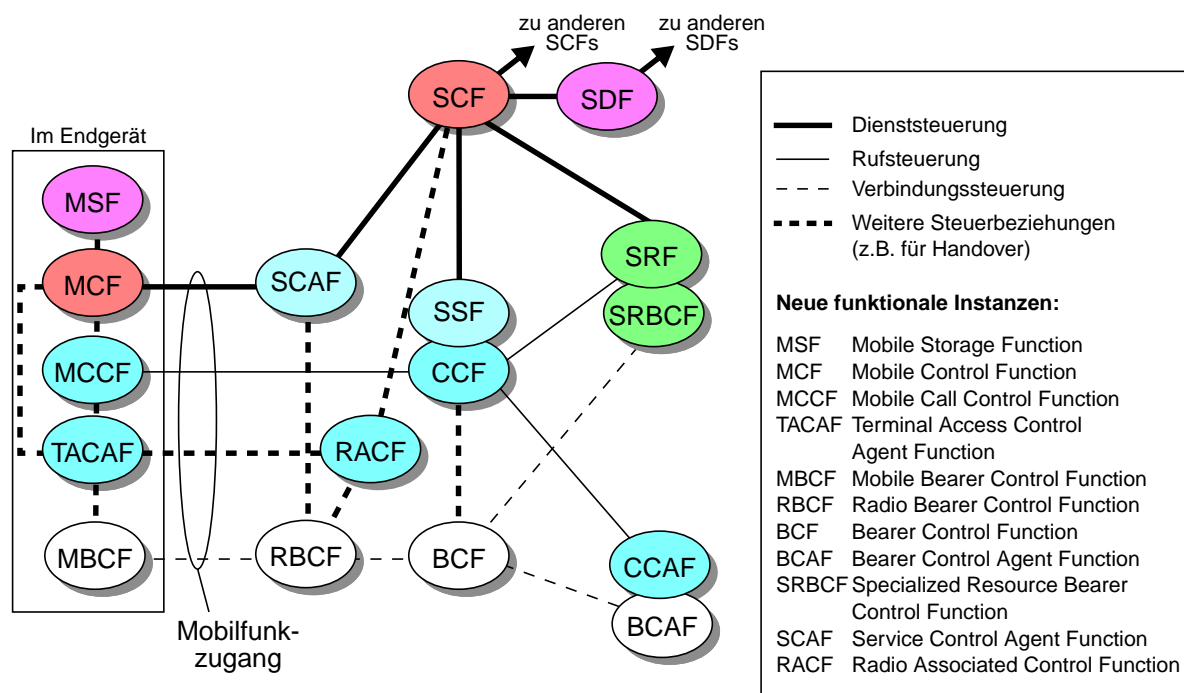 zu anderen
SCFs
zu anderen
SDFs
SCF
SDF
Im Endgerät
MSF
MCF
SCAF
SRF
SSF
SRBCF
MCCF
CCF
TACAF
RACF
MBCF
RBCF
BCF
CCAF
BCAF
Mobilfunk-
zugang
Dienststeuerung
Rufsteuerung
Verbindungssteuerung
Weitere Steuerbeziehungen
(z.B. für Handover)
Neue funktionale Instanzen:
MSF Mobile Storage Function
MCF Mobile Control Function
MCCF Mobile Call Control Function
TACAF Terminal Access Control
Agent Function
MBCF Mobile Bearer Control Function
RBCF Radio Bearer Control Function
BCF Bearer Control Function
BCAF Bearer Control Agent Function
SRBCF Specialized Resource Bearer
Control Function
SCAF Service Control Agent Function
RACF Radio Associated Control Function